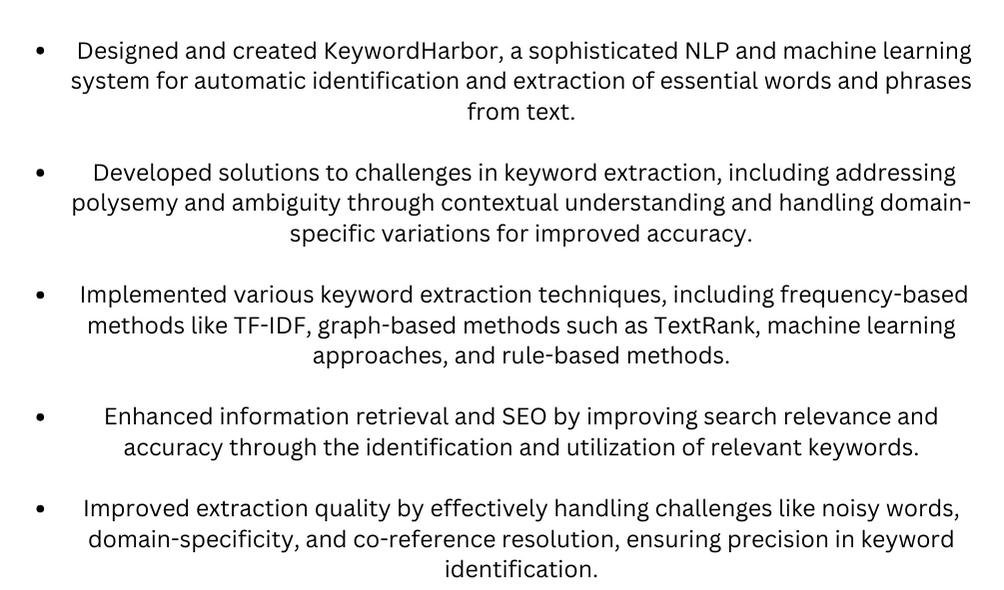 • Designed and created KeywordHarbor, a sophisticated NLP and machine learning
system for automatic identification and extraction of essential words and phrases
from text.
• Developed solutions to challenges in keyword extraction, including addressing
polysemy and ambiguity through contextual understanding and handling domain-
specific variations for improved accuracy.
• Implemented various keyword extraction techniques, including frequency-based
methods like TF-IDF, graph-based methods such as TextRank, machine learning
approaches, and rule-based methods.
• Enhanced information retrieval and SEO by improving search relevance and
accuracy through the identification and utilization of relevant keywords.
• Improved extraction quality by effectively handling challenges like noisy words,
domain-specificity, and co-reference resolution, ensuring precision in keyword
identification.